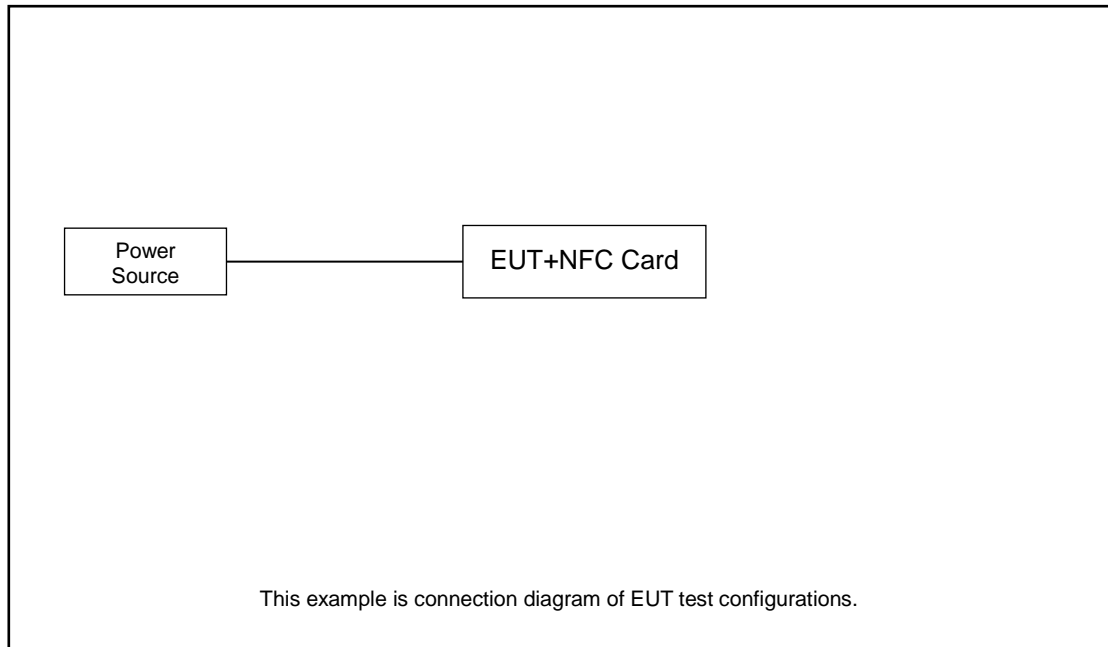 Power
Source
EUT+NFC Card
This example is connection diagram of EUT test configurations.